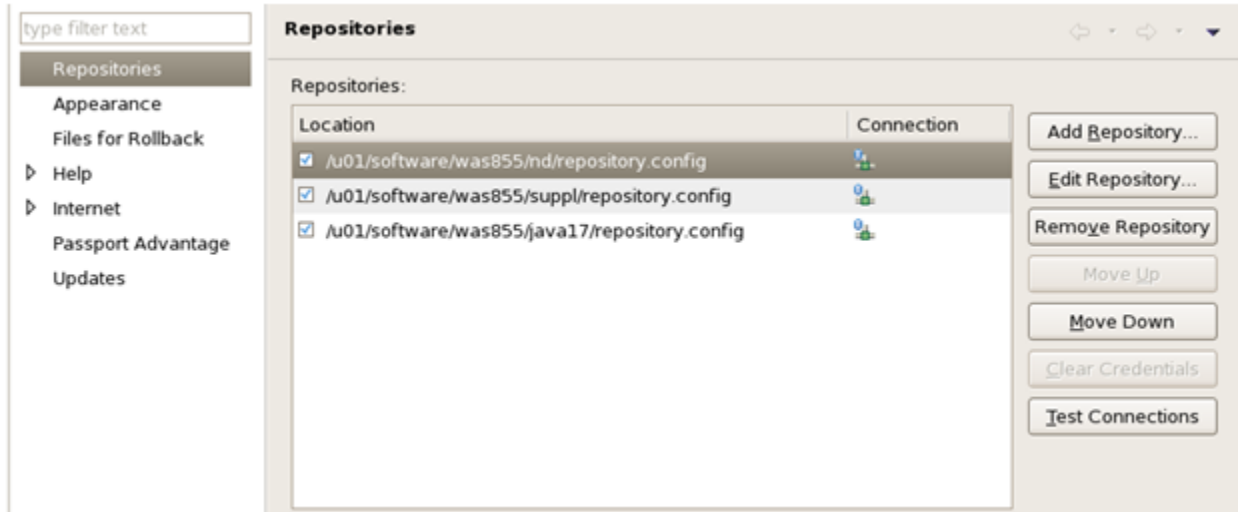 type filter text
Repositories
Appearance
Files for Rollback
Help
Internet
Passport Advantage
Updates
Repositories
Repositories:
Location Connection
/u01/software/was855/nd/repository.config
/u01/software/was855/suppl/repository.config
/u01/software/was855/java17/repository.config
Add Repository...
Edit Repository...
Remove Repository
Move Up
Move Down
Clear Credentials
Test Connections